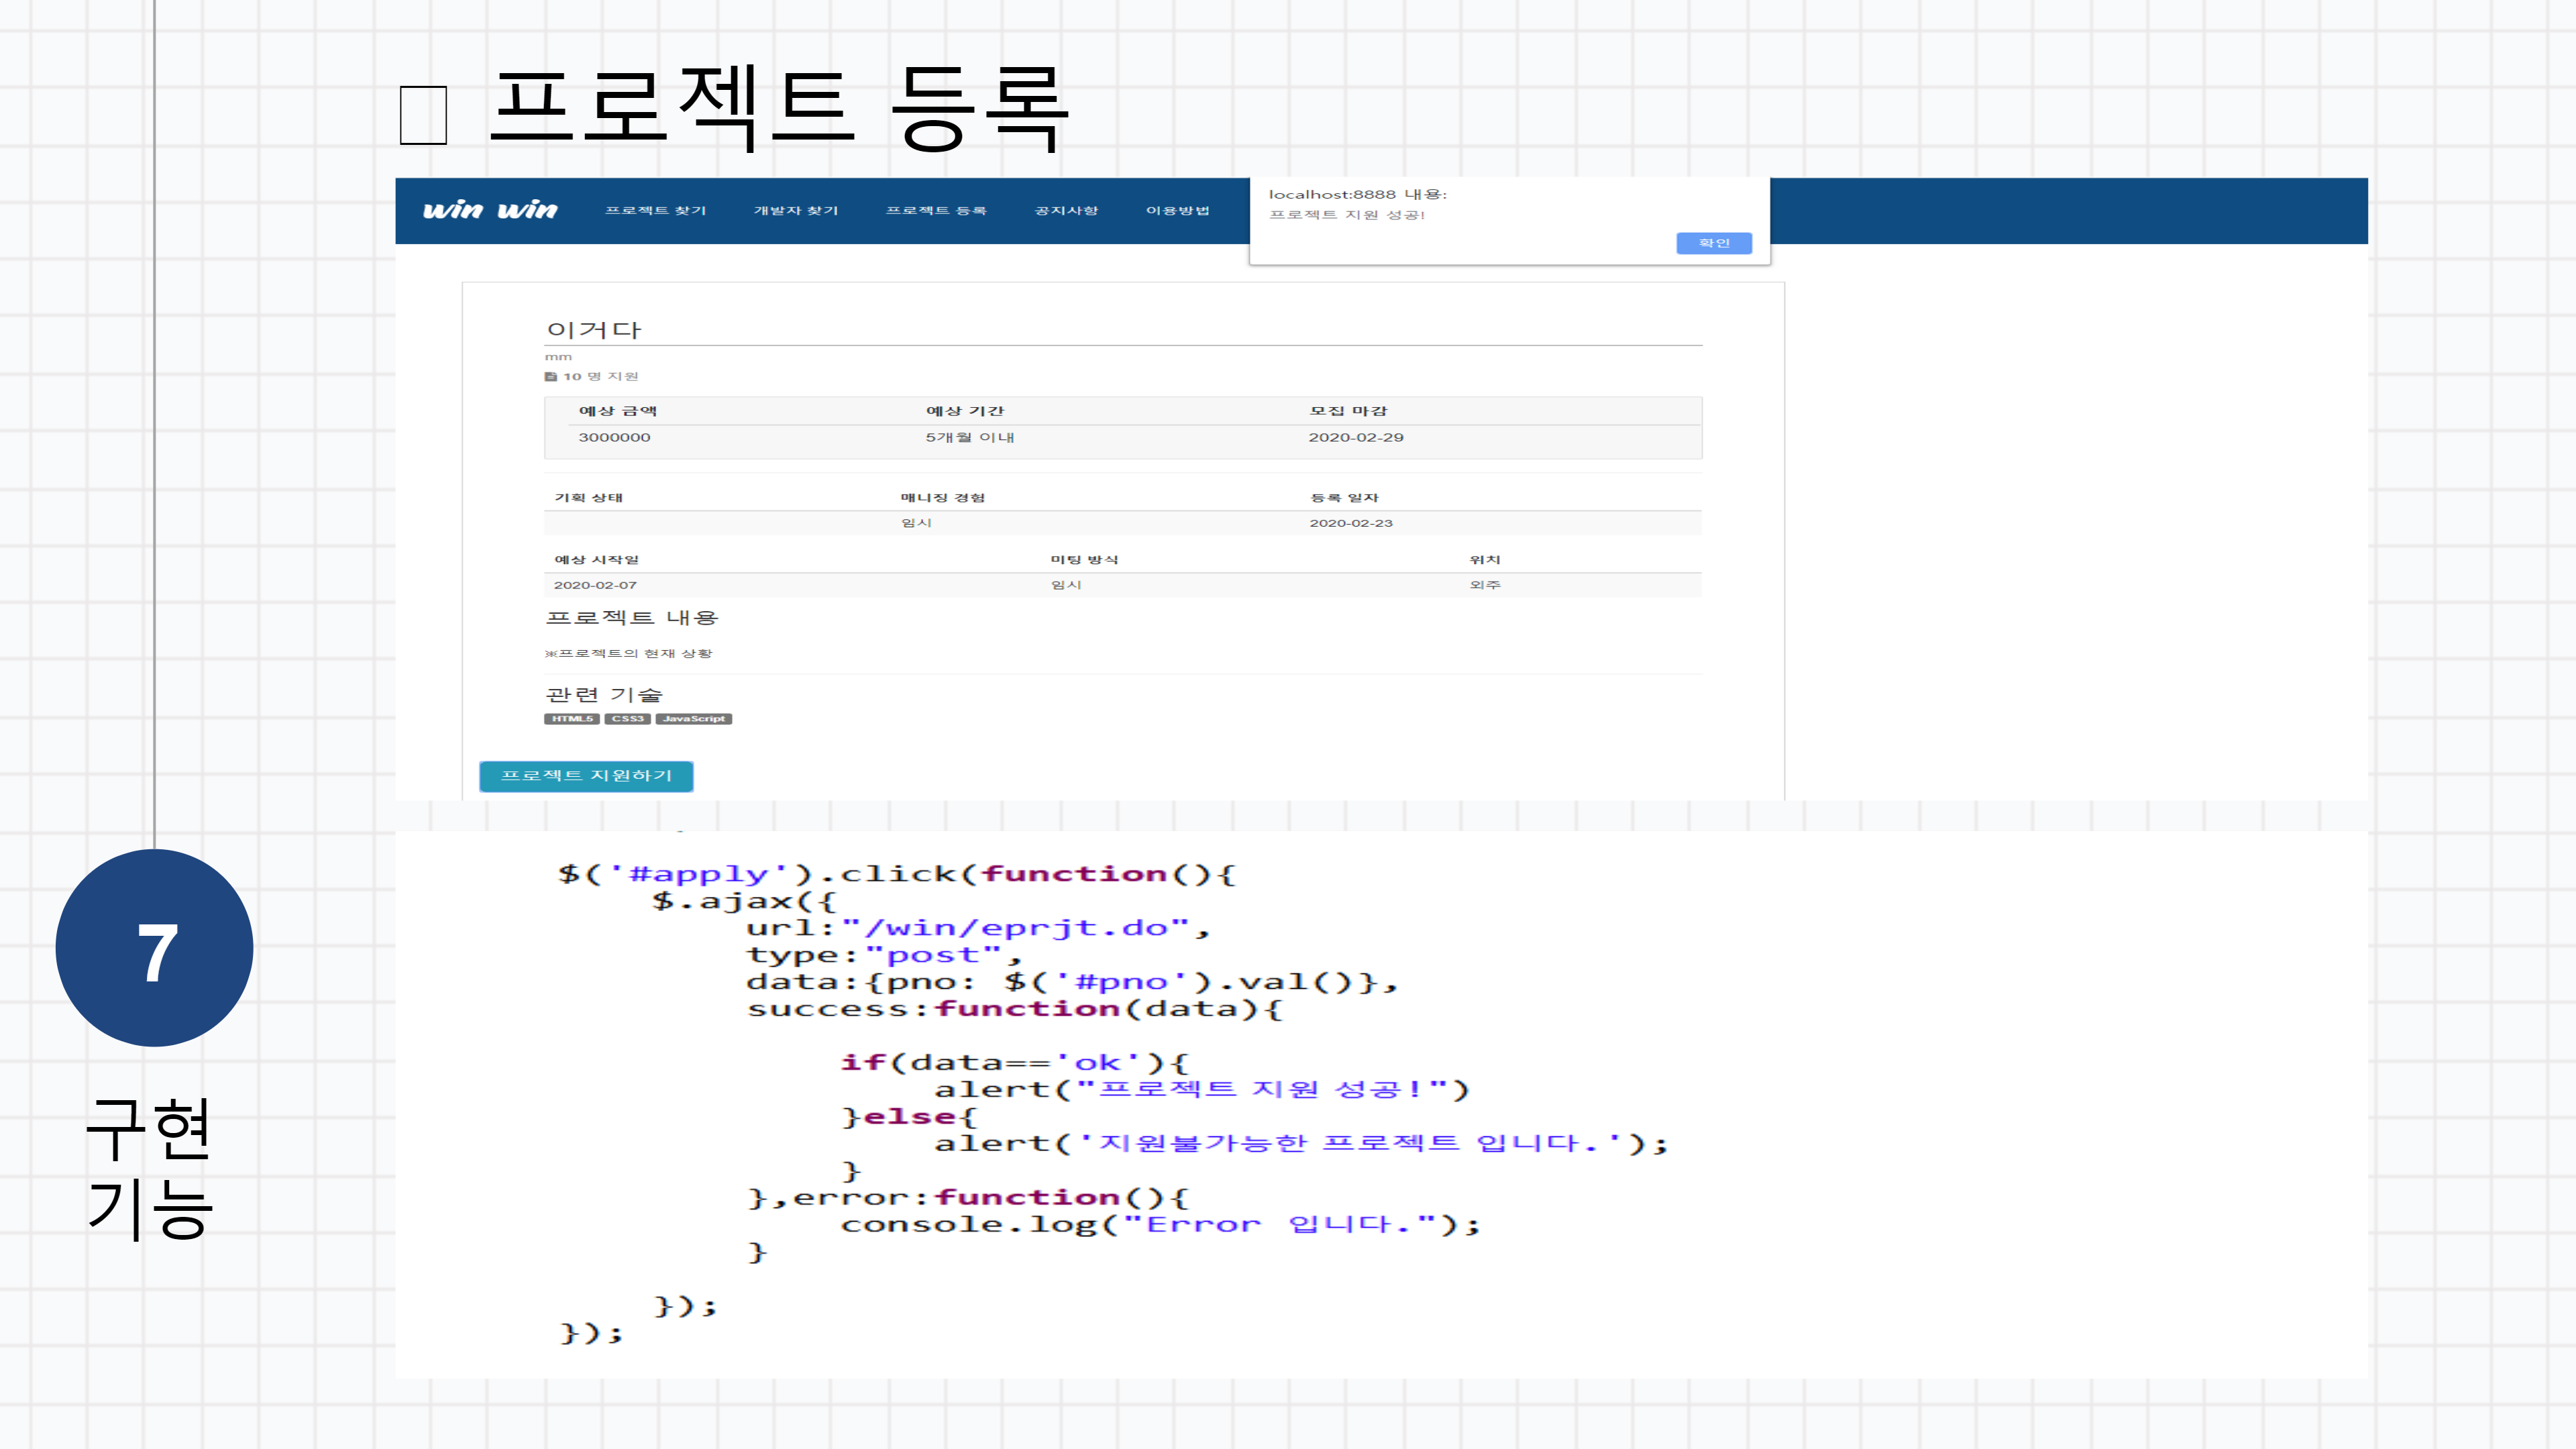 프로젝트 등록
win win 프로젝트 찾기 개발자 찾기 프로젝트 등록 공지사항 이용방법
localhost:8888 내용:
프로젝트 지원 성공!
확인
이거다
mm
10 명 지원
예상 금액 예상 기간 모집 마감
3000000 5개월 이내 2020-02-29
기획 상태 매니징 경험 등록 일자
임시 2020-02-23
예상 시작일 미팅 방식 위치
2020-02-07 임시 외주
프로젝트 내용
※프로젝트의 현재 상황
관련 기술
HTML5 CSS3 JavaScript
프로젝트 지원하기
$('#apply').click(function(){
$.ajax({
url:"/win/eprjt.do",
type:"post",
data:{pno: $('#pno').val()},
success:function(data){
if(data=='ok'){
alert("프로젝트 지원 성공!")
}else{
alert('지원불가능한 프로젝트 입니다.');
}
},error:function(){
console.log("Error 입니다.");
}
});
});
7
구현
기능